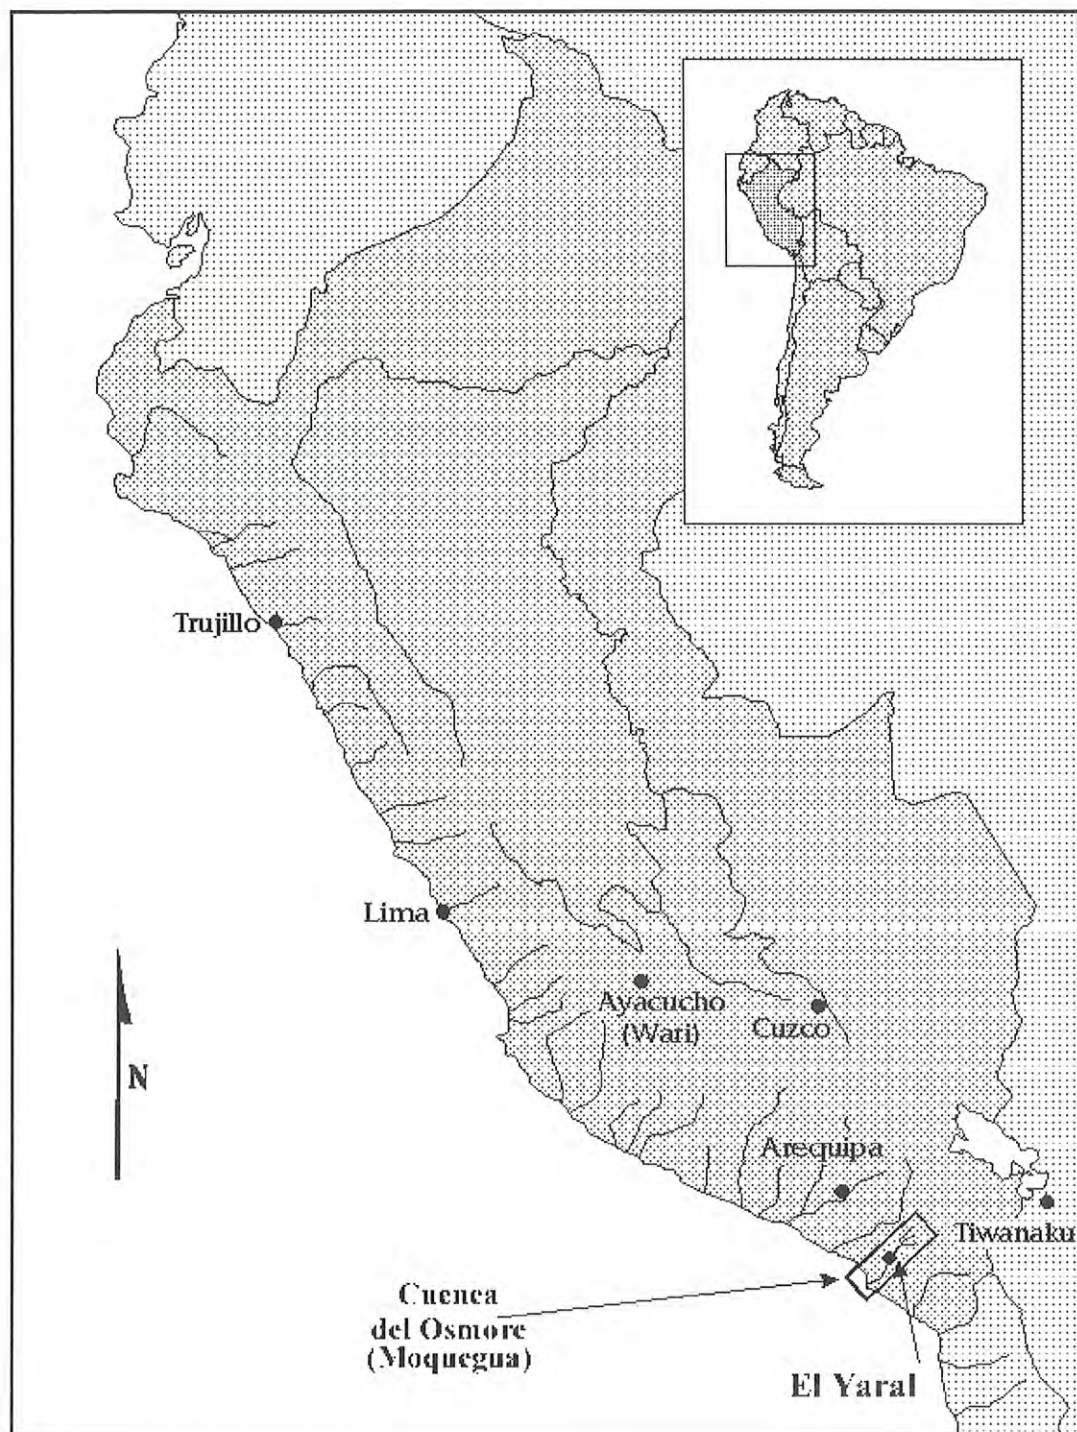 Trujillo
Lima
Ayacucho
(Wari)
Cuzco
N
Arequipa
Tiwanaku
Cuenca
del Osmore
(Moquegua)
El Yaral